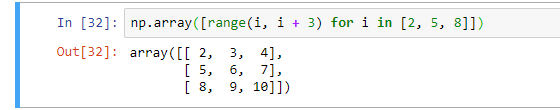 In [32]: np.array([range(i, i + 3) for i in [2, 5, 8]])
Out[32]: array([[ 2,  3,  4],
       [ 5,  6,  7],
       [ 8,  9, 10]])